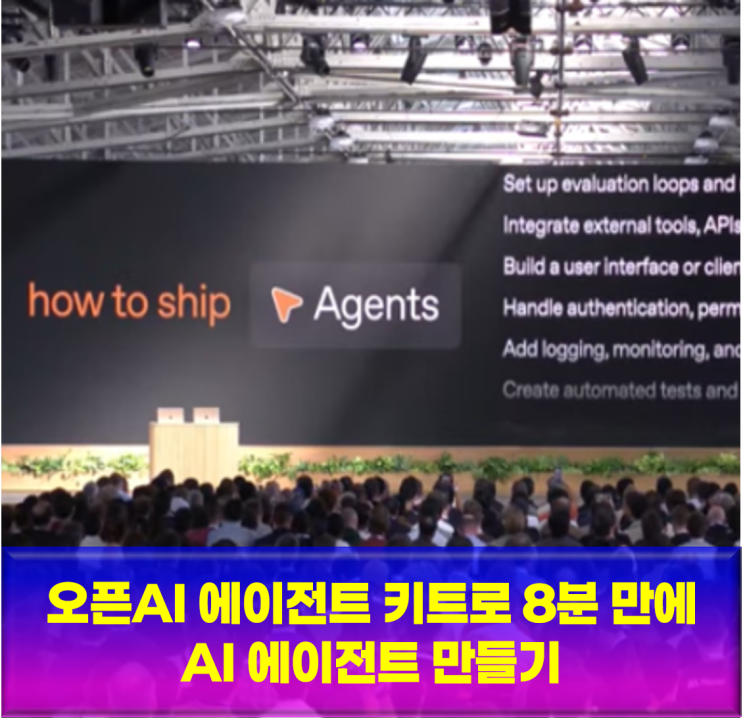 Set up evaluation loops and
Integrate external tools, APIs
Build a user interface or clien
how to ship Agents
Handle authentication, perm
Add logging, monitoring, and
Create automated tests and
오픈AI 에이전트 키트로 8분 만에
AI 에이전트 만들기